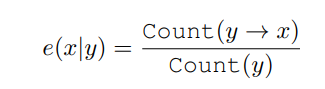 e(x|y) = Count(y → x) / Count(y)